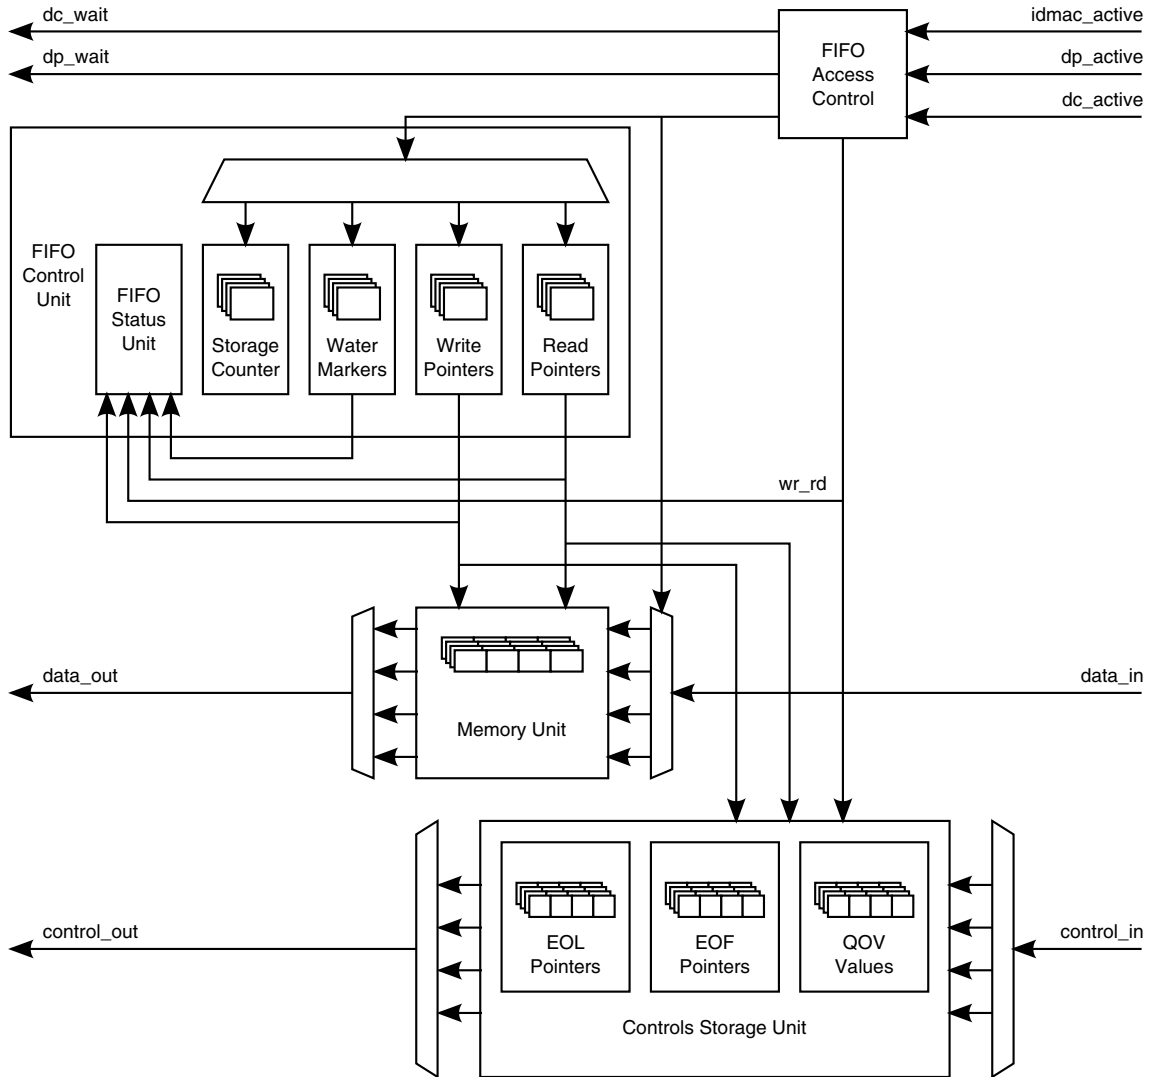 dc_wait
idmac_active
dp_wait
dp_active
dc_active
FIFO
Access
Control
FIFO
Control
Unit
FIFO
Status
Unit
Storage
Counter
Water
Markers
Write
Pointers
Read
Pointers
wr_rd
data_out
data_in
Memory Unit
control_out
control_in
EOL
Pointers
EOF
Pointers
QOV
Values
Controls Storage Unit